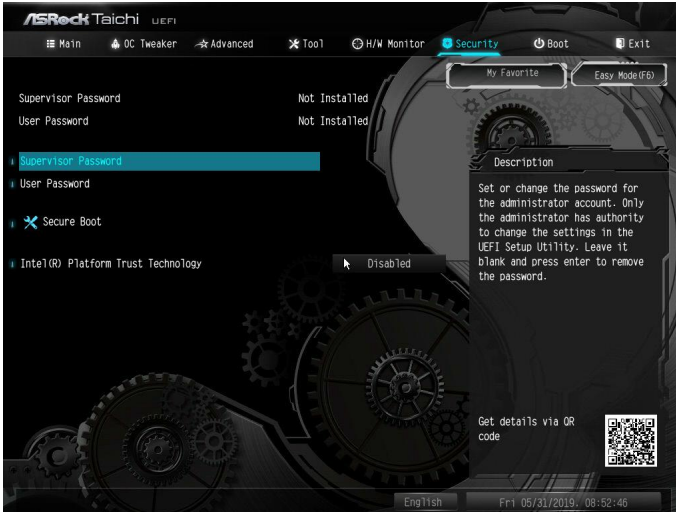 ASRock Taichi UEFI
Main OC Tweaker Advanced Tool H/W Monitor Security Boot Exit
My Favorite Easy Mode(F6)
Supervisor Password Not Installed
User Password Not Installed
Supervisor Password
User Password
Secure Boot
Intel(R) Platform Trust Technology Disabled
Description
Set or change the password for
the administrator account. Only
the administrator has authority
to change the settings in the
UEFI Setup Utility. Leave it
blank and press enter to remove
the password.
Get details via QR
code
English Fri 05/31/2019. 08:52:46